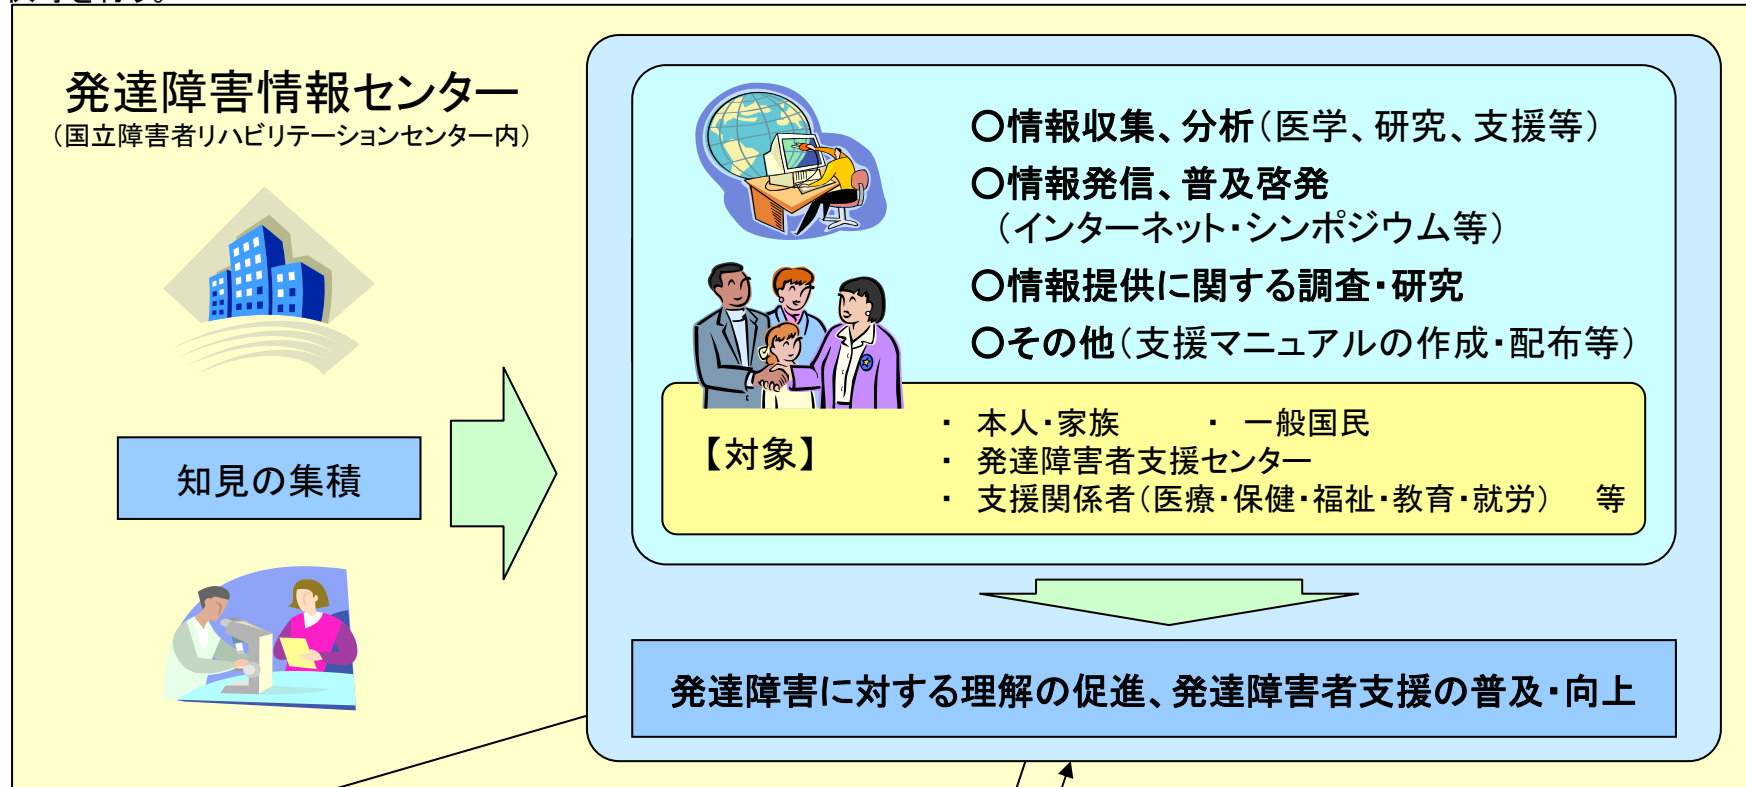 発達障害情報センター
（国立障害者リハビリテーションセンター内）
知見の集積
○情報収集、分析（医学、研究、支援等）
○情報発信、普及啓発
（インターネット・シンポジウム等）
○情報提供に関する調査・研究
○その他（支援マニュアルの作成・配布等）
【対象】
・ 本人・家族 ・ 一般国民
・ 発達障害者支援センター
・ 支援関係者（医療・保健・福祉・教育・就労） 等
発達障害に対する理解の促進、発達障害者支援の普及・向上